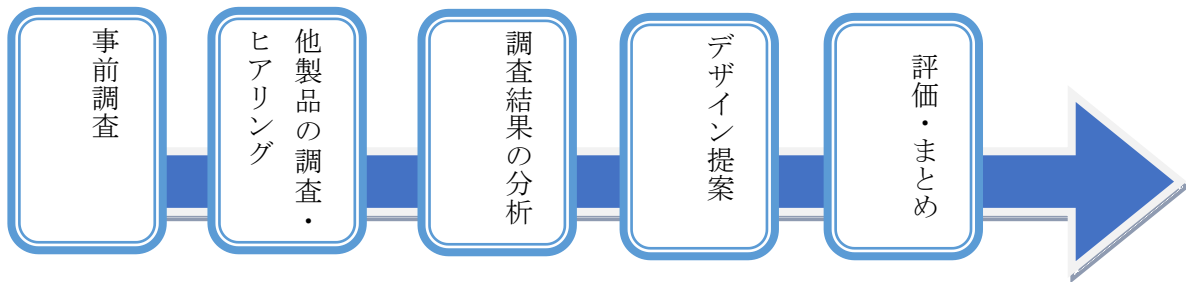 事前調査
他製品の調査・
ヒアリング
調査結果の分析
デザイン提案
評価・まとめ